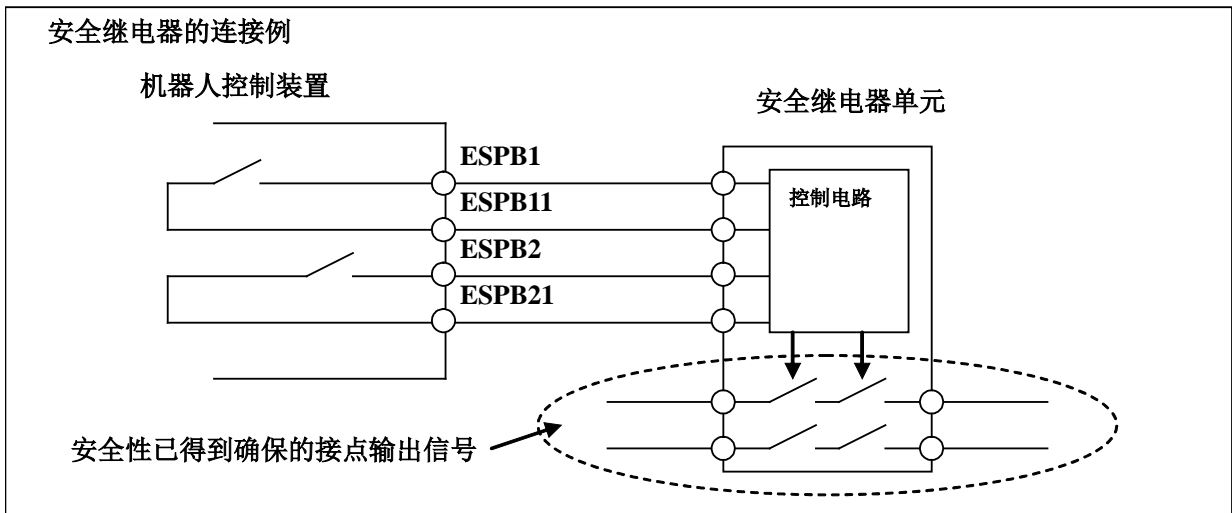 安全继电器的连接例
机器人控制装置
安全继电器单元
ESPB1
ESPB11
ESPB2
ESPB21
控制电路
安全性已得到确保的接点输出信号